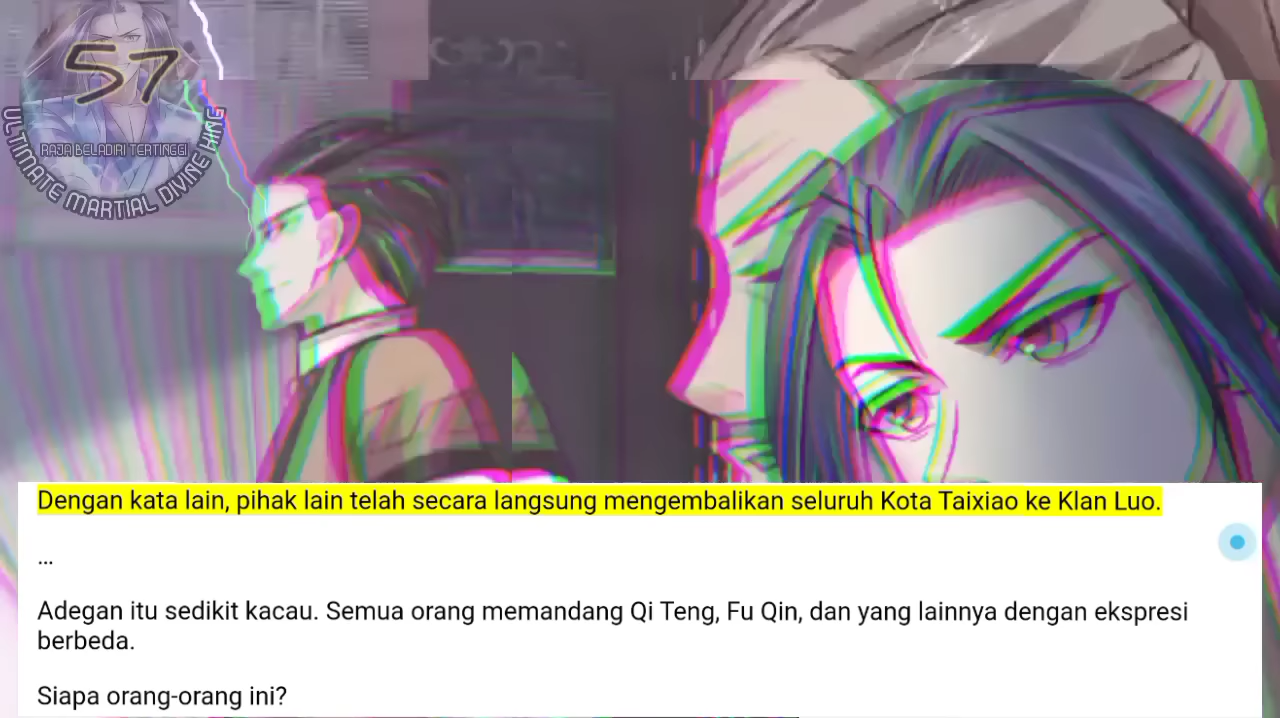 57
RAJA BELADIRI TERTINGGI
ULTIMATE MARTIAL DIVINE KING
Dengan kata lain, pihak lain telah secara langsung mengembalikan seluruh Kota Taixiao ke Klan Luo.
...
Adegan itu sedikit kacau. Semua orang memandang Qi Teng, Fu Qin, dan yang lainnya dengan ekspresi
berbeda.
Siapa orang-orang ini?